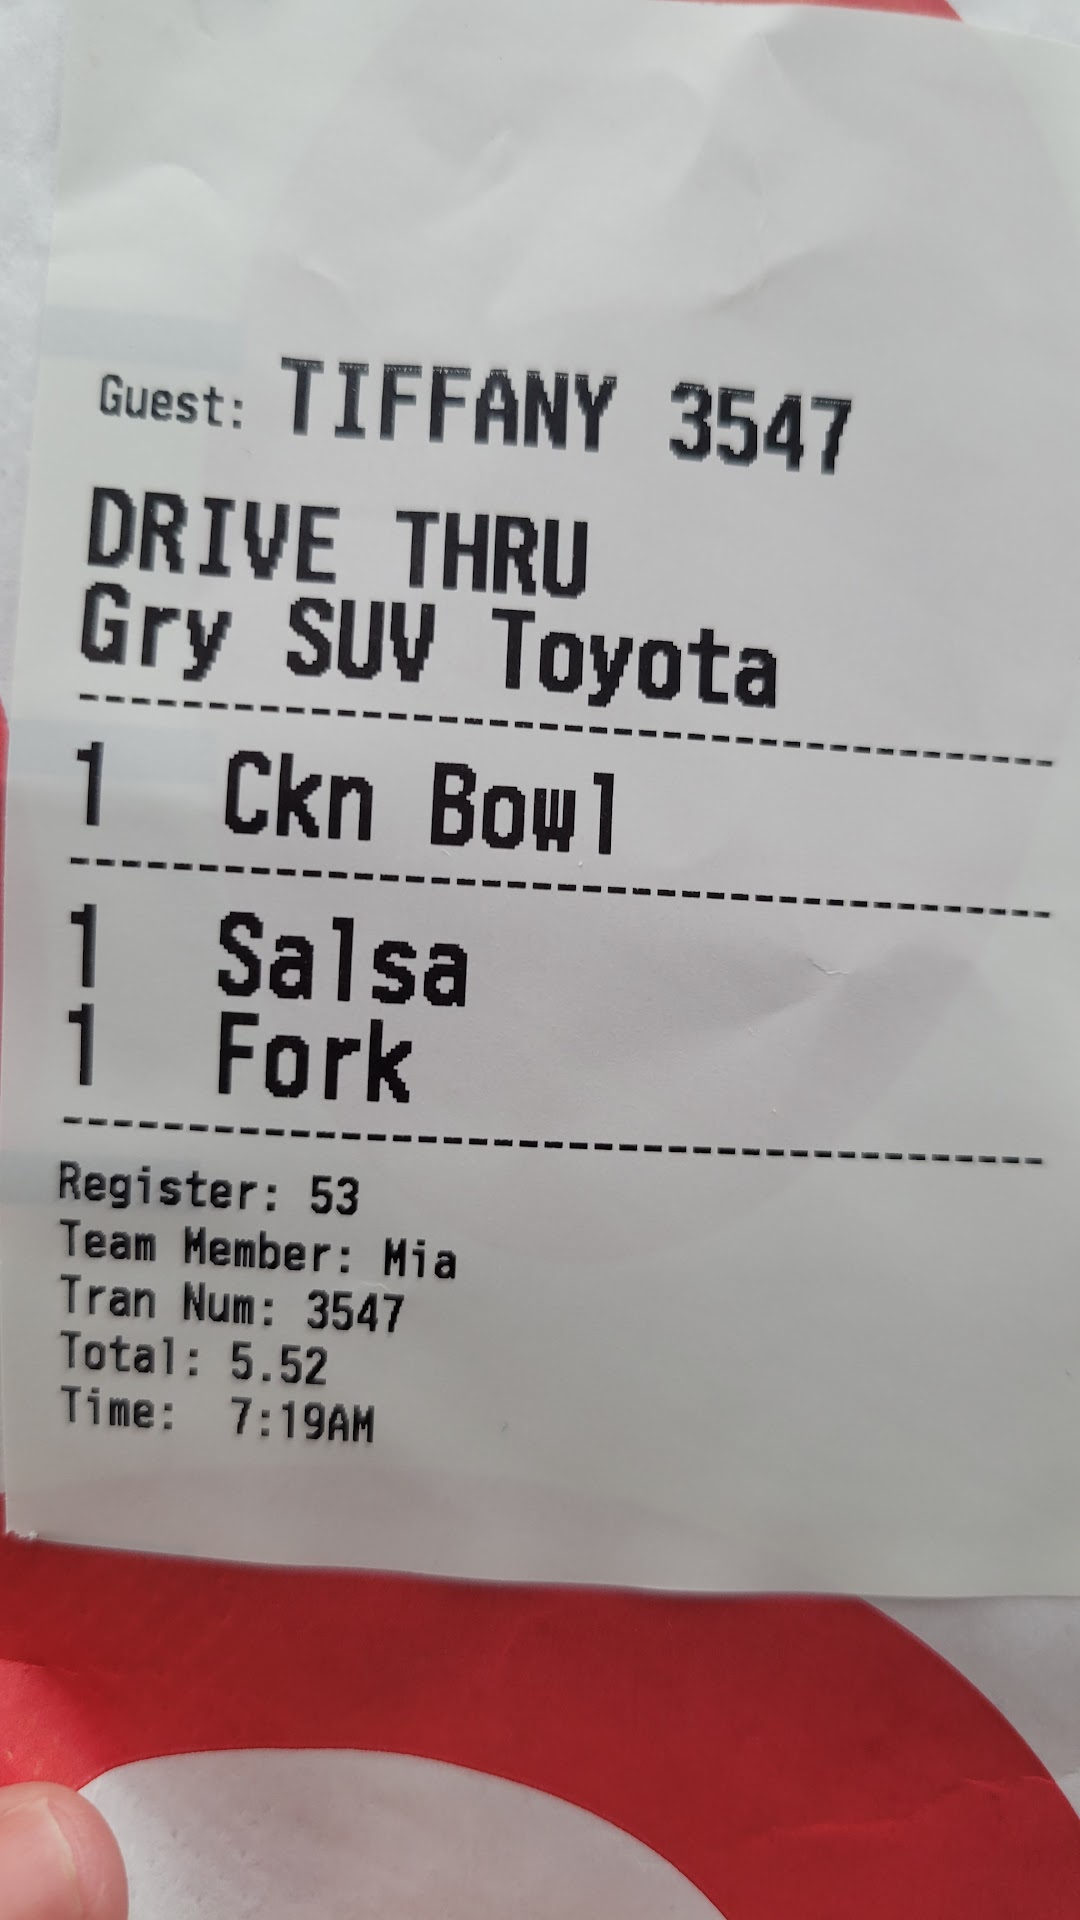 Guest: TIFFANY 3547
DRIVE THRU
Gry SUV Toyota
--------------------------------------
1 Ckn Bowl
--------------------------------------
1 Salsa
1 Fork
--------------------------------------
Register: 53
Team Member: Mia
Tran Num: 3547
Total: 5.52
Time: 7:19AM